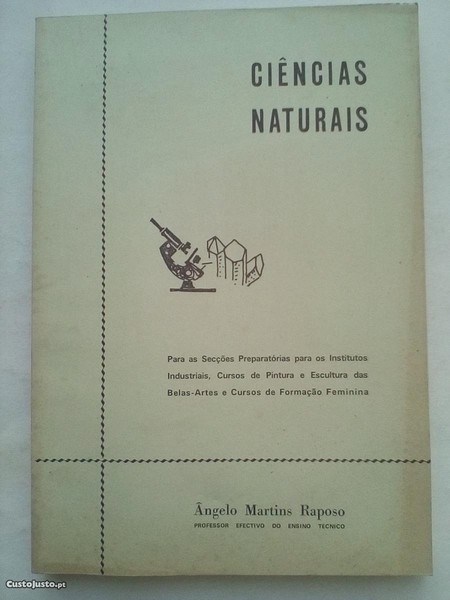 CIÊNCIAS
NATURAIS
Para as Secções Preparatórias para os Institutos
Industriais, Cursos de Pintura e Escultura das
Belas-Artes e Cursos de Formação Feminina
Ângelo Martins Raposo
PROFESSOR EFECTIVO DO ENSINO TECNICO
CustoJusto.pt